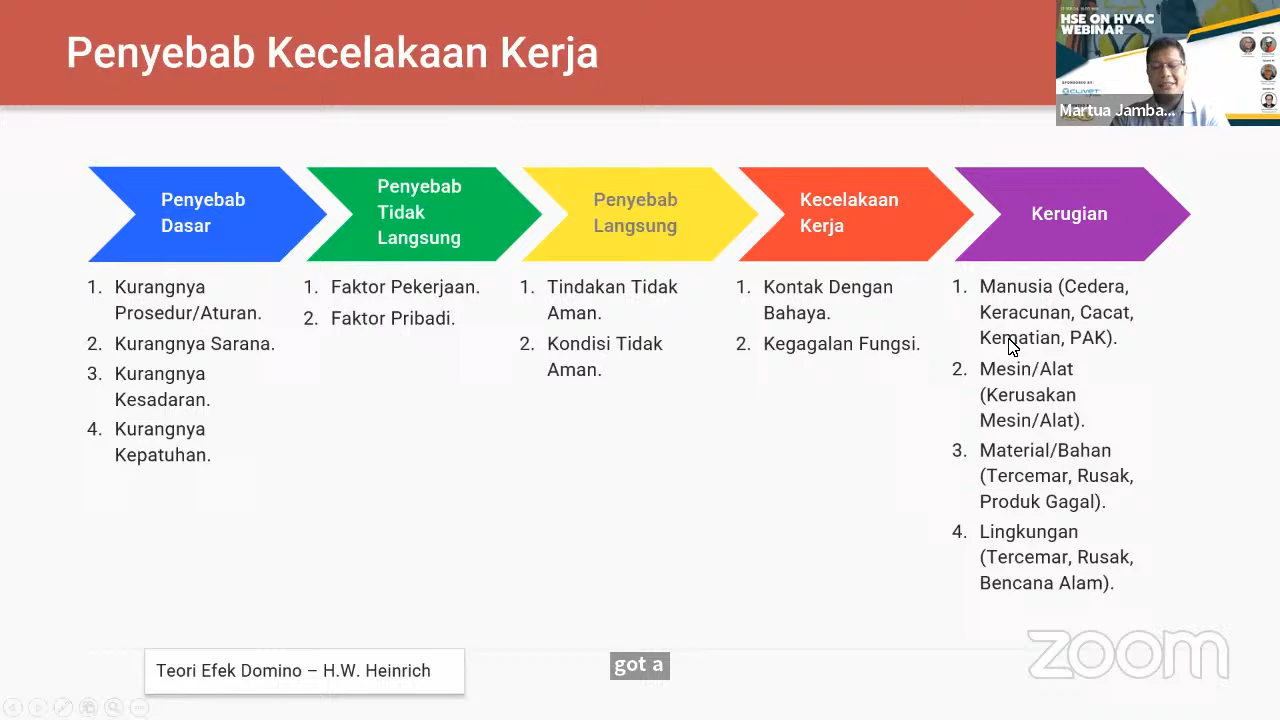 Penyebab Kecelakaan Kerja
HSE ON HVAC
WEBINAR
SPONSORED BY:
CLIVET
Martua Jamba...
Penyebab
Dasar
Penyebab
Tidak
Langsung
Penyebab
Langsung
Kecelakaan
Kerja
Kerugian
1. Kurangnya
Prosedur/Aturan.
2. Kurangnya Sarana.
3. Kurangnya
Kesadaran.
4. Kurangnya
Kepatuhan.
1. Faktor Pekerjaan.
2. Faktor Pribadi.
1. Tindakan Tidak
Aman.
2. Kondisi Tidak
Aman.
1. Kontak Dengan
Bahaya.
2. Kegagalan Fungsi.
1. Manusia (Cedera,
Keracunan, Cacat,
Kematian, PAK).
2. Mesin/Alat
(Kerusakan
Mesin/Alat).
3. Material/Bahan
(Tercemar, Rusak,
Produk Gagal).
4. Lingkungan
(Tercemar, Rusak,
Bencana Alam).
Teori Efek Domino – H.W. Heinrich
got a
zoom